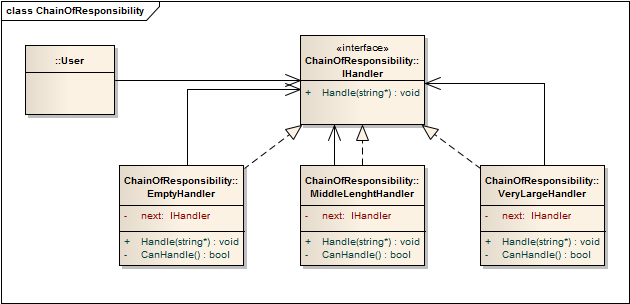 class ChainOfResponsibility
::User
«interface»
ChainOfResponsibility::
IHandler
+ Handle(string*) : void
ChainOfResponsibility::
EmptyHandler
- next: IHandler
+ Handle(string*) : void
- CanHandle() : bool
ChainOfResponsibility::
MiddleLenghtHandler
- next: IHandler
+ Handle(string*) : void
- CanHandle() : bool
ChainOfResponsibility::
VeryLargeHandler
- next: IHandler
+ Handle(string*) : void
- CanHandle() : bool